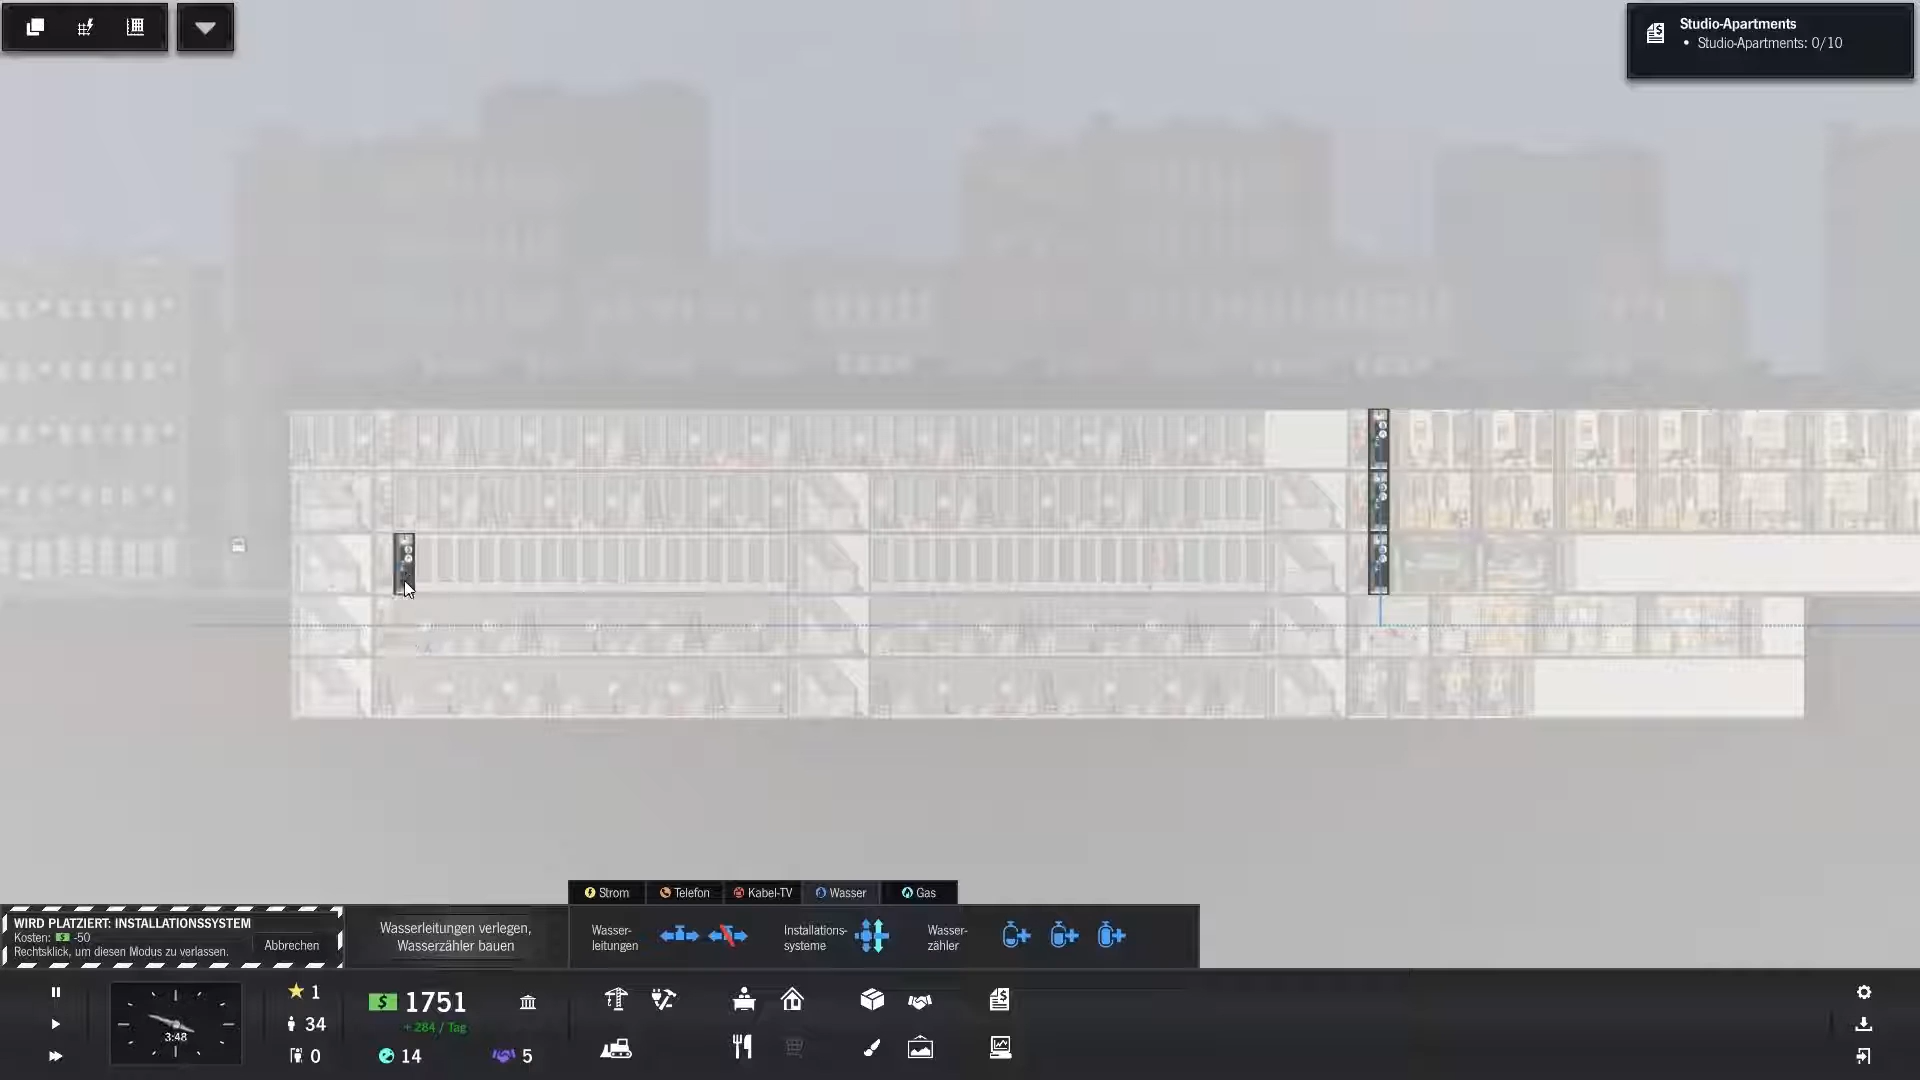 Studio-Apartments
• Studio-Apartments: 0/10
Strom
Telefon
Kabel-TV
Wasser
Gas
WIRD PLATZIERT: INSTALLATIONSSYSTEM
Kosten: -50
Rechtsklick, um diesen Modus zu verlassen.
Abbrechen
Wasserleitungen verlegen,
Wasserzähler bauen
Wasser-
leitungen
Installations-
systeme
Wasser-
zähler
3:48
1
34
0
$ 1751
+ 284 / Tag
14
5